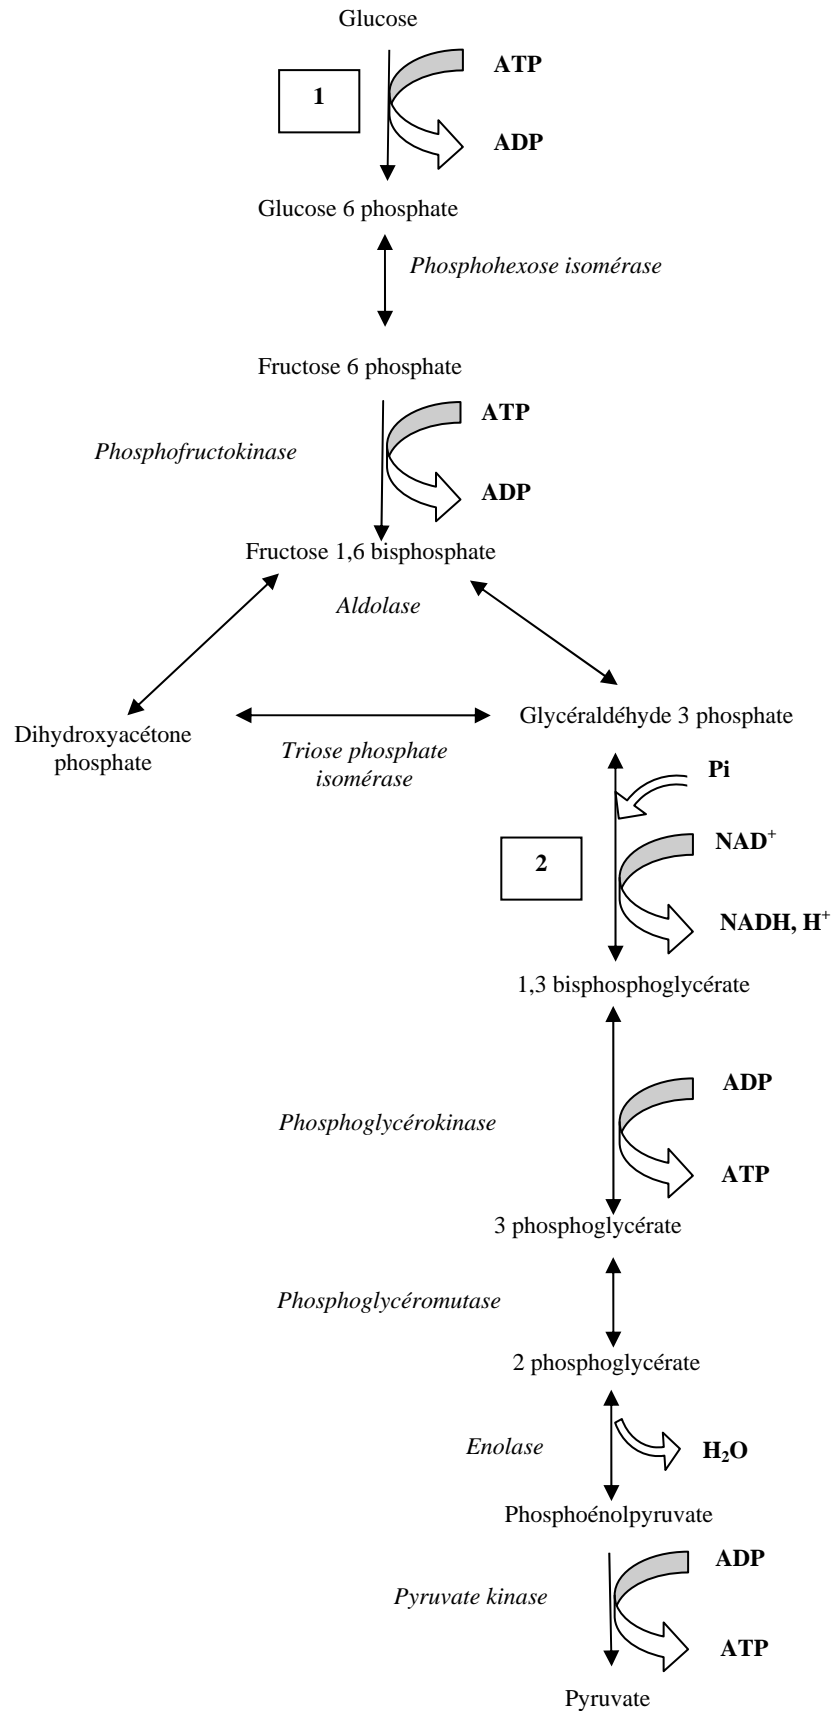 Glucose
ATP
1
ADP
Glucose 6 phosphate
Phosphohexose isomérase
Fructose 6 phosphate
ATP
Phosphofructokinase
ADP
Fructose 1,6 bisphosphate
Aldolase
Dihydroxyacétone
phosphate
Triose phosphate
isomérase
Glycéraldéhyde 3 phosphate
Pi
NAD⁺
2
NADH, H⁺
1,3 bisphosphoglycérate
ADP
Phosphoglycérokinase
ATP
3 phosphoglycérate
Phosphoglycéromutase
2 phosphoglycérate
Enolase
H₂O
Phosphoénolpyruvate
ADP
Pyruvate kinase
ATP
Pyruvate